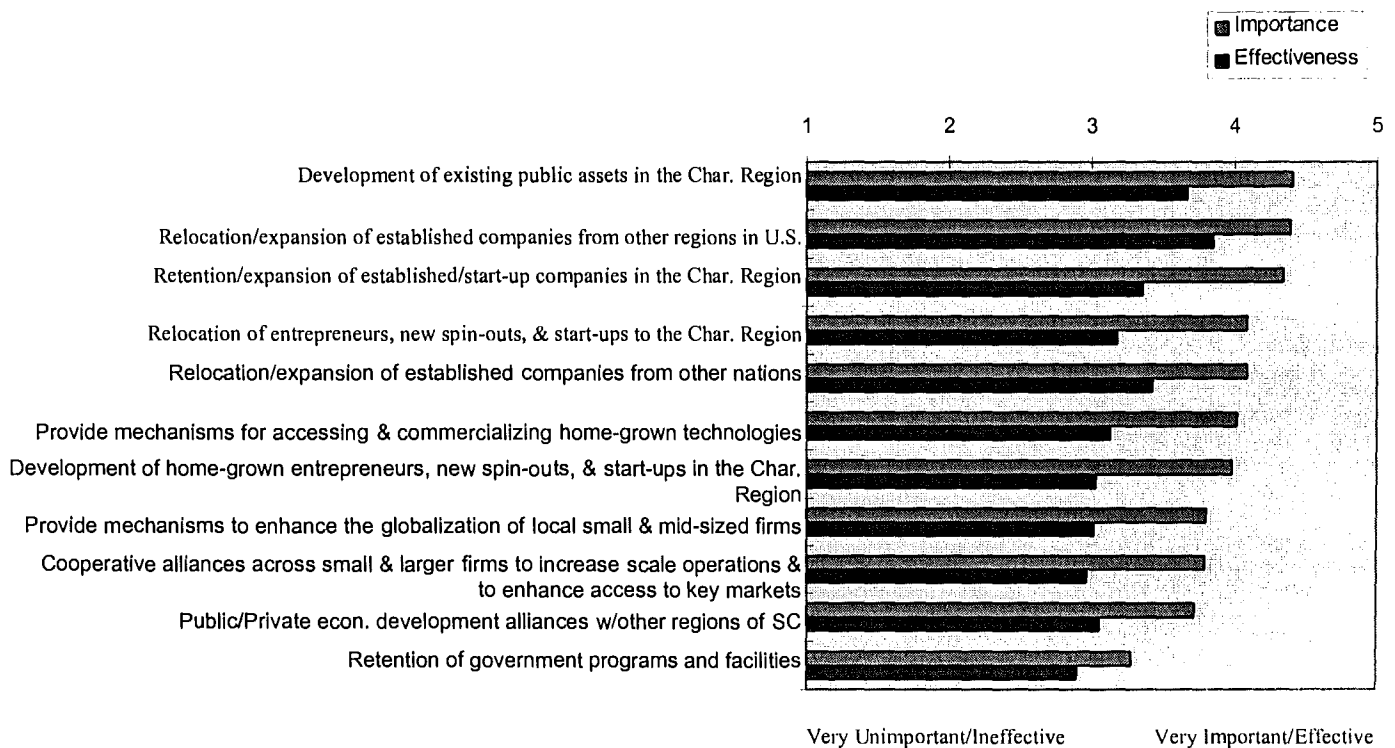 Importance
Effectiveness
1 2 3 4 5
Development of existing public assets in the Char. Region
Relocation/expansion of established companies from other regions in U.S.
Retention/expansion of established/start-up companies in the Char. Region
Relocation of entrepreneurs, new spin-outs, & start-ups to the Char. Region
Relocation/expansion of established companies from other nations
Provide mechanisms for accessing & commercializing home-grown technologies
Development of home-grown entrepreneurs, new spin-outs, & start-ups in the Char.
Region
Provide mechanisms to enhance the globalization of local small & mid-sized firms
Cooperative alliances across small & larger firms to increase scale operations &
to enhance access to key markets
Public/Private econ. development alliances w/other regions of SC
Retention of government programs and facilities
Very Unimportant/Ineffective Very Important/Effective